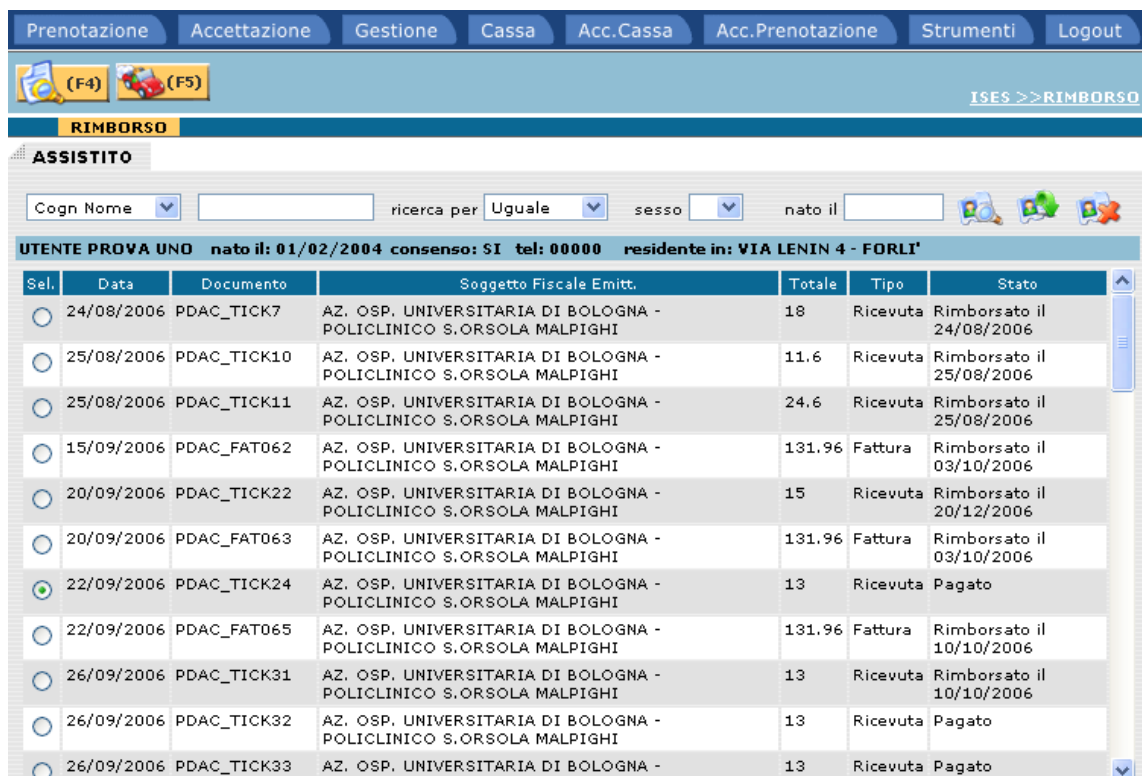 Prenotazione Accettazione Gestione Cassa Acc.Cassa Acc.Prenotazione Strumenti Logout
(F4) (F5)
ISES >>RIMBORSO
RIMBORSO
ASSISTITO
Cogn Nome ricerca per Uguale sesso nato il
UTENTE PROVA UNO nato il: 01/02/2004 consenso: SI tel: 00000 residente in: VIA LENIN 4 - FORLI'
Sel. Data Documento Soggetto Fiscale Emitt. Totale Tipo Stato
24/08/2006 PDAC_TICK7 AZ. OSP. UNIVERSITARIA DI BOLOGNA - 18 Ricevuta Rimborsato il
POLICLINICO S.ORSOLA MALPIGHI 24/08/2006
25/08/2006 PDAC_TICK10 AZ. OSP. UNIVERSITARIA DI BOLOGNA - 11.6 Ricevuta Rimborsato il
POLICLINICO S.ORSOLA MALPIGHI 25/08/2006
25/08/2006 PDAC_TICK11 AZ. OSP. UNIVERSITARIA DI BOLOGNA - 24.6 Ricevuta Rimborsato il
POLICLINICO S.ORSOLA MALPIGHI 25/08/2006
15/09/2006 PDAC_FAT062 AZ. OSP. UNIVERSITARIA DI BOLOGNA - 131.96 Fattura Rimborsato il
POLICLINICO S.ORSOLA MALPIGHI 03/10/2006
20/09/2006 PDAC_TICK22 AZ. OSP. UNIVERSITARIA DI BOLOGNA - 15 Ricevuta Rimborsato il
POLICLINICO S.ORSOLA MALPIGHI 20/12/2006
20/09/2006 PDAC_FAT063 AZ. OSP. UNIVERSITARIA DI BOLOGNA - 131.96 Fattura Rimborsato il
POLICLINICO S.ORSOLA MALPIGHI 03/10/2006
22/09/2006 PDAC_TICK24 AZ. OSP. UNIVERSITARIA DI BOLOGNA - 13 Ricevuta Pagato
POLICLINICO S.ORSOLA MALPIGHI
22/09/2006 PDAC_FAT065 AZ. OSP. UNIVERSITARIA DI BOLOGNA - 131.96 Fattura Rimborsato il
POLICLINICO S.ORSOLA MALPIGHI 10/10/2006
26/09/2006 PDAC_TICK31 AZ. OSP. UNIVERSITARIA DI BOLOGNA - 13 Ricevuta Rimborsato il
POLICLINICO S.ORSOLA MALPIGHI 10/10/2006
26/09/2006 PDAC_TICK32 AZ. OSP. UNIVERSITARIA DI BOLOGNA - 13 Ricevuta Pagato
POLICLINICO S.ORSOLA MALPIGHI
26/09/2006 PDAC_TICK33 AZ. OSP. UNIVERSITARIA DI BOLOGNA - 13 Ricevuta Pagato